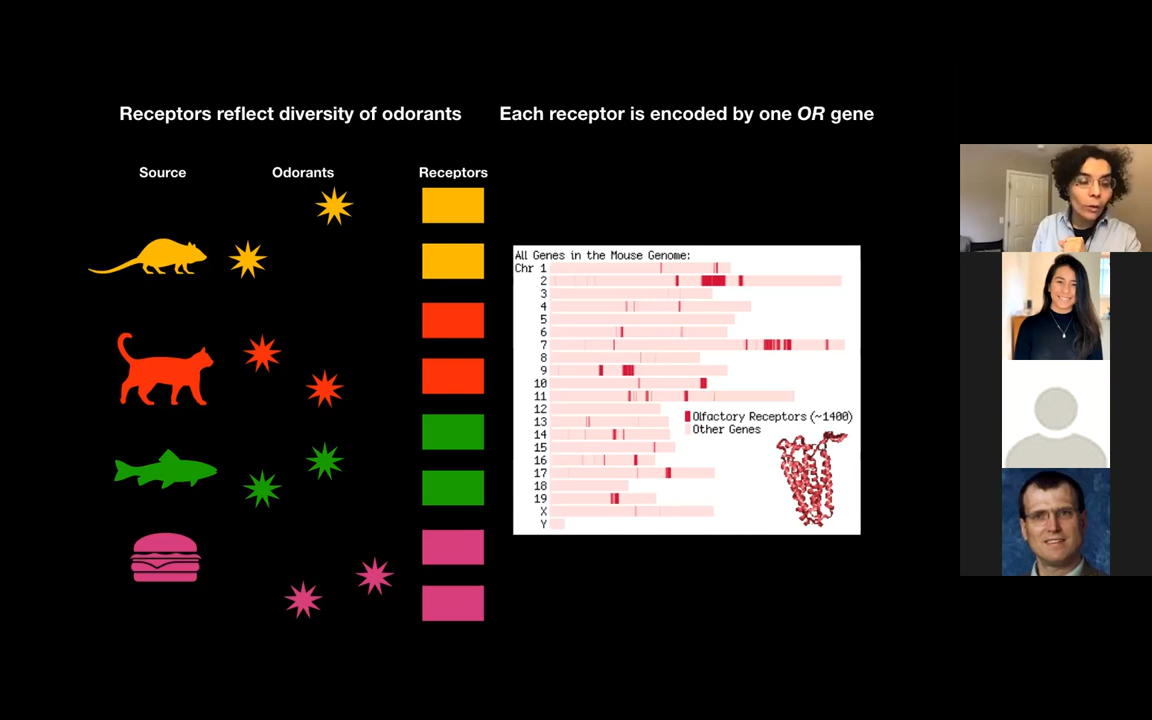 Receptors reflect diversity of odorants
Each receptor is encoded by one OR gene
Source
Odorants
Receptors
All Genes in the Mouse Genome:
Chr 1
2
3
4
5
6
7
8
9
10
11
12
13
14
15
16
17
18
19
X
Y
Olfactory Receptors (~1400)
Other Genes